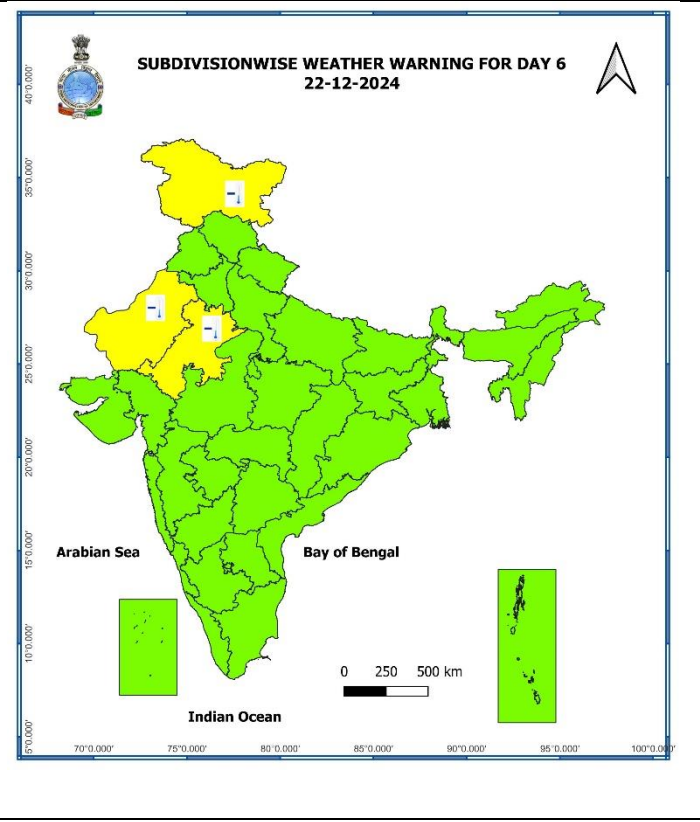 SUBDIVISIONWISE WEATHER WARNING FOR DAY 6
22-12-2024
40°0.000'
35°0.000'
30°0.000'
25°0.000'
20°0.000'
15°0.000'
10°0.000'
5°0.000'
Arabian Sea
Bay of Bengal
0 250 500 km
Indian Ocean
70°0.000' 75°0.000' 80°0.000' 85°0.000' 90°0.000' 95°0.000' 100°0.000'